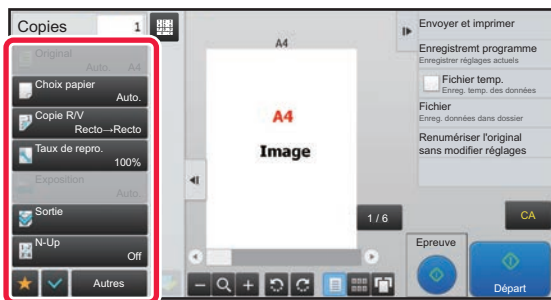 Copies
1
Original
Auto. A4
Choix papier
Auto.
Copie R/V
Recto→Recto
Taux de repro.
100%
Exposition
Auto.
Sortie
N-Up
Off
Autres
A4
A4
Image
1 / 6
Envoyer et imprimer
Enregistremt programme
Enregistrer réglages actuels
Fichier temp.
Enreg. temp. des données
Fichier
Enreg. données dans dossier
Renumériser l'original
sans modifier réglages
CA
Epreuve
Départ